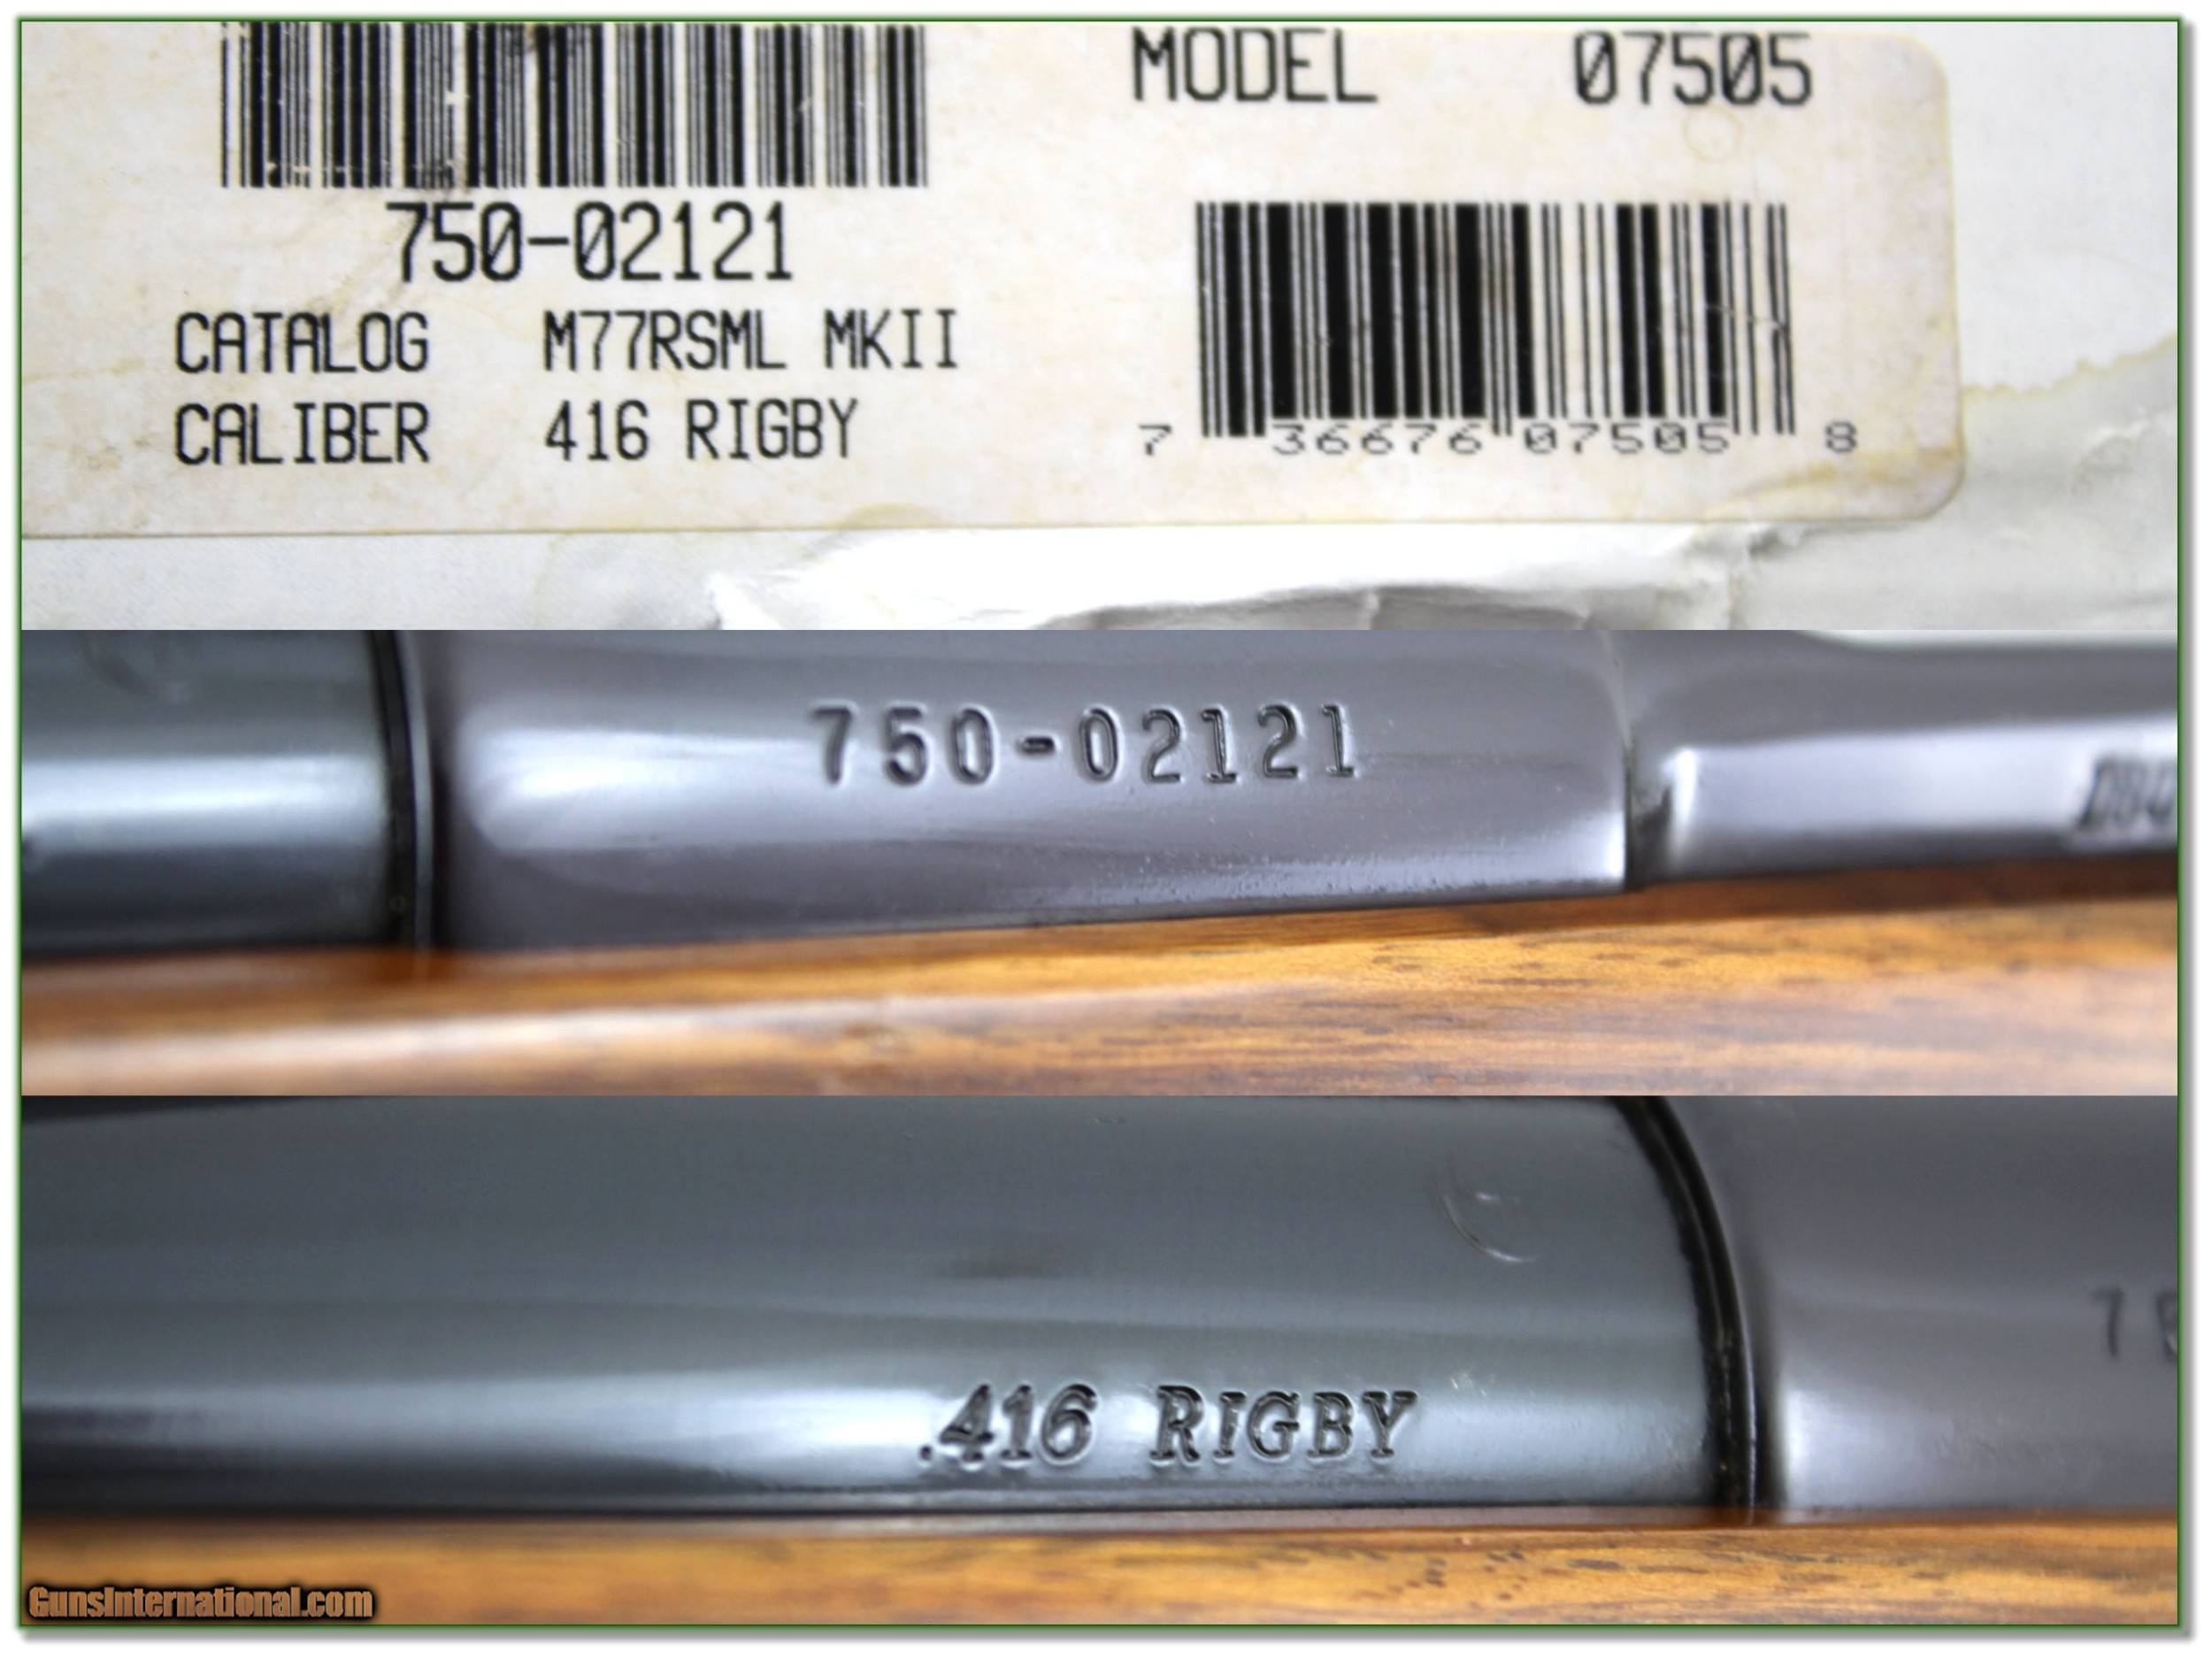 MODEL 07505
750-02121
CATALOG M77RSML MKII
CALIBER 416 RIGBY
7 36676 07505 8
750-02121
.416 RIGBY
GunsInternational.com